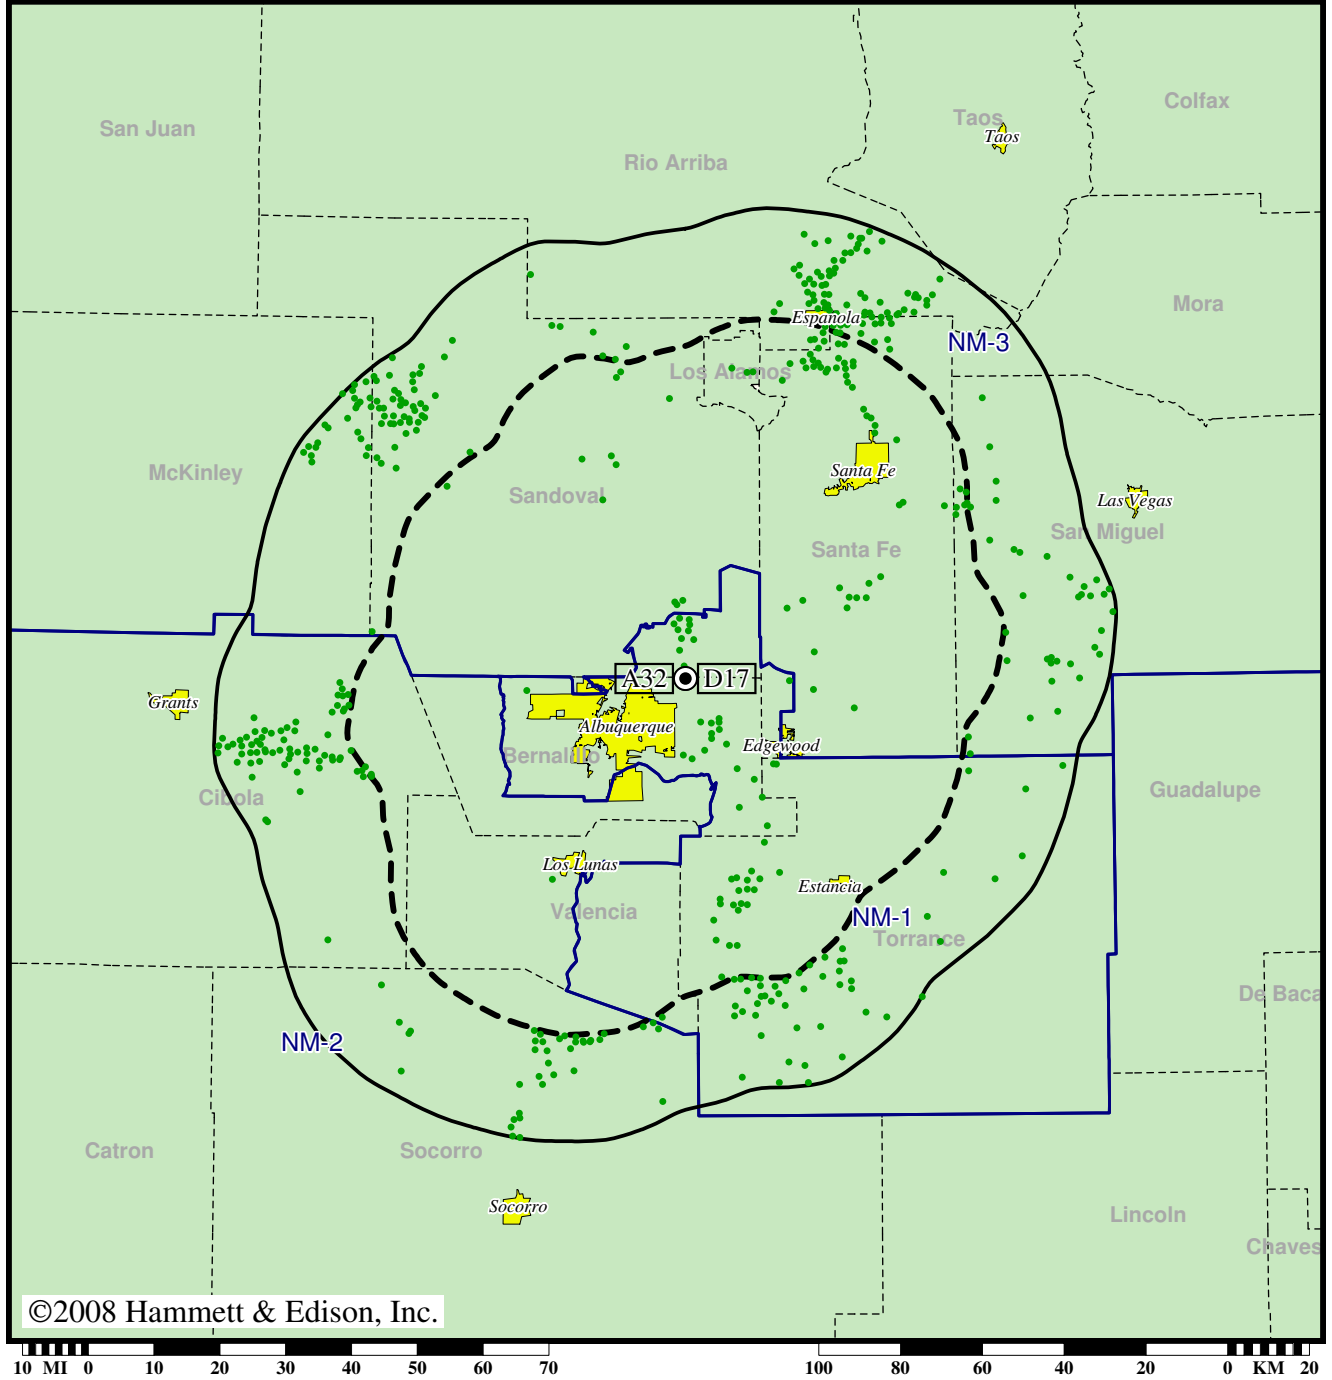 Colfax
San Juan
Taos
Taos
Rio Arriba
Mora
Espanola
NM-3
Los Alamos
McKinley
Santa Fe
Sandoval
Las Vegas
San Miguel
Santa Fe
A32 D17
Grants
Albuquerque
Edgewood
Bernalillo
Cibola
Guadalupe
Los Lunas
Estancia
Valencia
NM-1
Torrance
De Baca
NM-2
Catron
Socorro
Socorro
Lincoln
Chaves
©2008 Hammett & Edison, Inc.
10 MI 0 10 20 30 40 50 60 70 100 80 60 40 20 0 KM 20